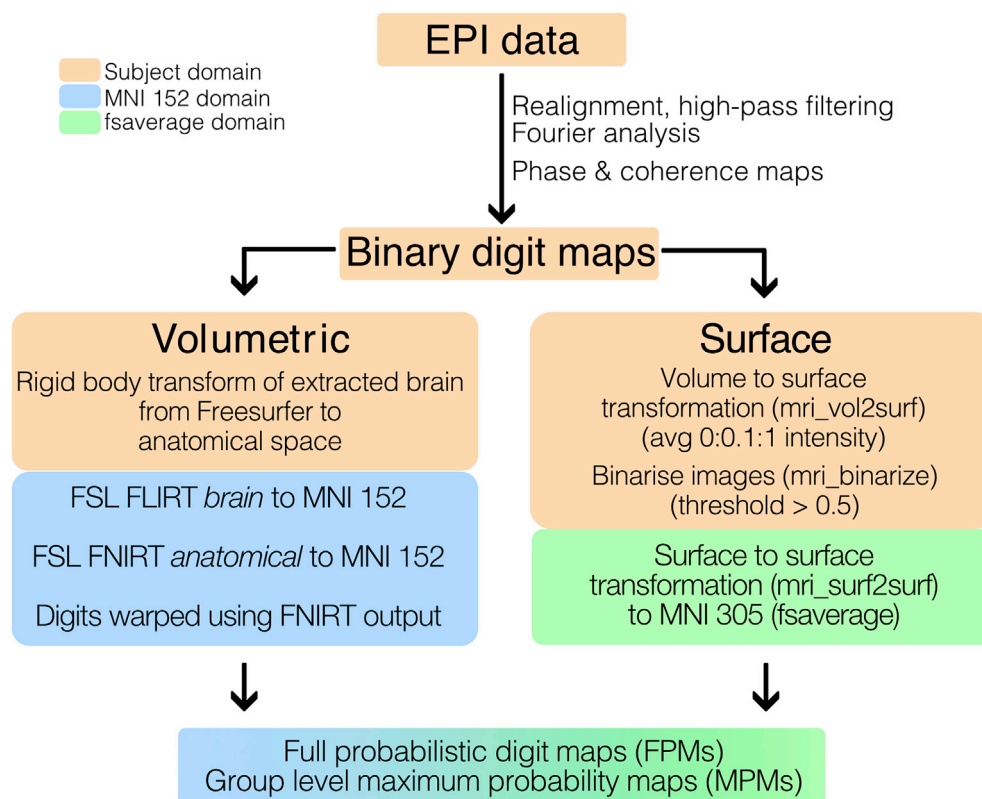 EPI data
Subject domain
MNI 152 domain
fsaverage domain
Realignment, high-pass filtering
Fourier analysis
Phase & coherence maps
Binary digit maps
Volumetric
Rigid body transform of extracted brain
from Freesurfer to
anatomical space
FSL FLIRT brain to MNI 152
FSL FNIRT anatomical to MNI 152
Digits warped using FNIRT output
Surface
Volume to surface
transformation (mri_vol2surf)
(avg 0:0.1:1 intensity)
Binarise images (mri_binarize)
(threshold > 0.5)
Surface to surface
transformation (mri_surf2surf)
to MNI 305 (fsaverage)
Full probabilistic digit maps (FPMs)
Group level maximum probability maps (MPMs)